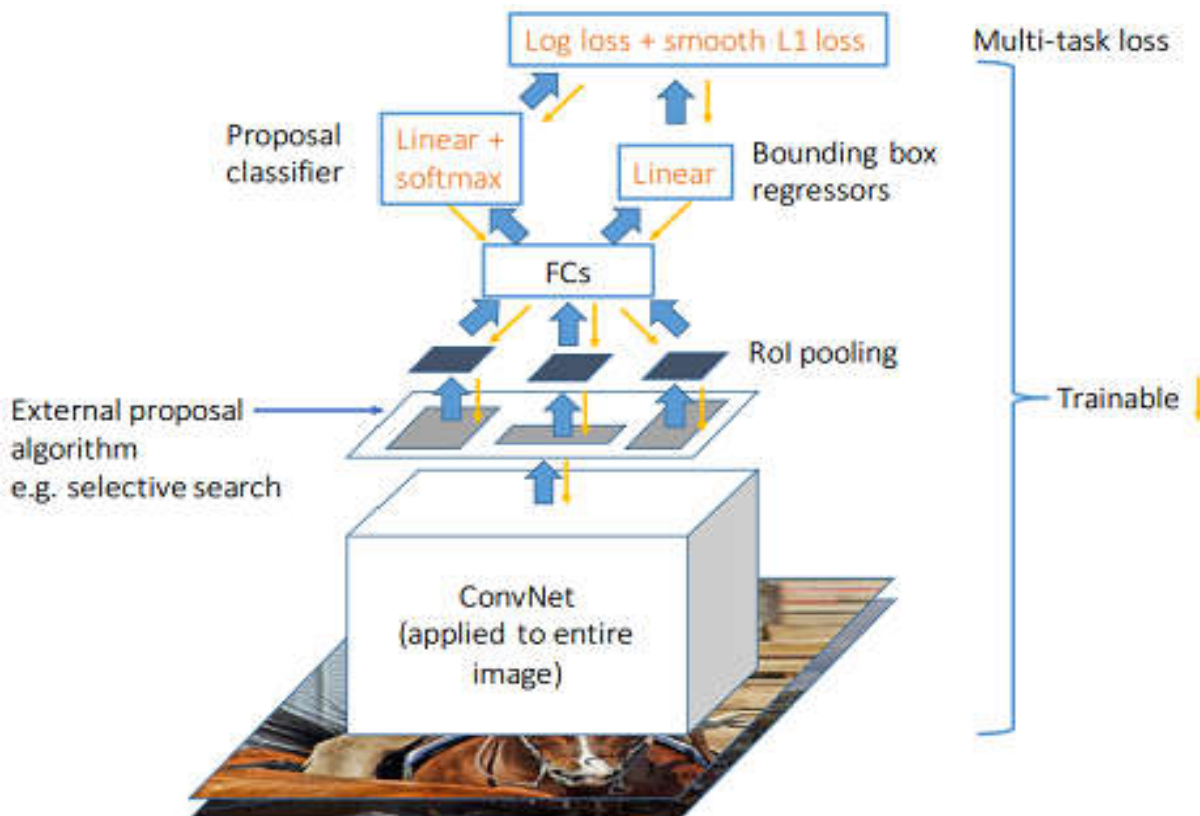 Log loss + smooth L1 loss
Multi-task loss
Proposal
classifier
Linear +
softmax
Linear
Bounding box
regressors
FCs
RoI pooling
External proposal
algorithm
e.g. selective search
Trainable
ConvNet
(applied to entire
image)